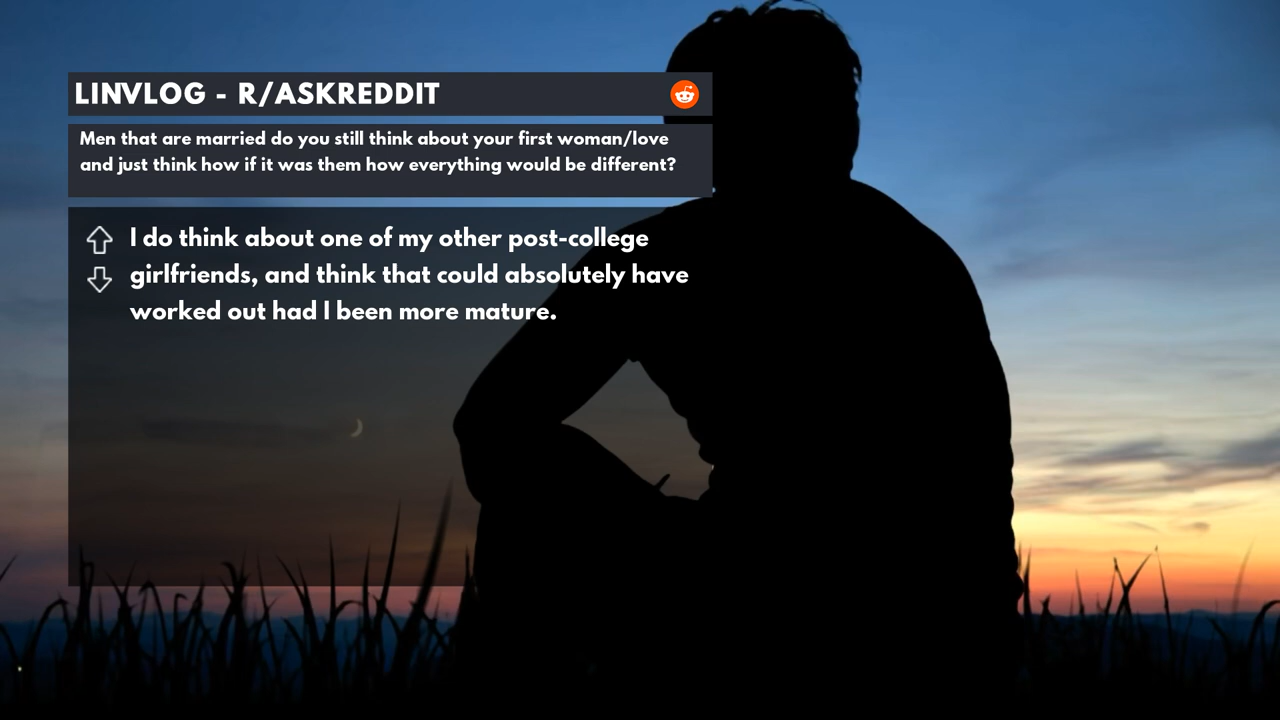 LINVLOG - R/ASKREDDIT
Men that are married do you still think about your first woman/love
and just think how if it was them how everything would be different?
I do think about one of my other post-college
girlfriends, and think that could absolutely have
worked out had I been more mature.